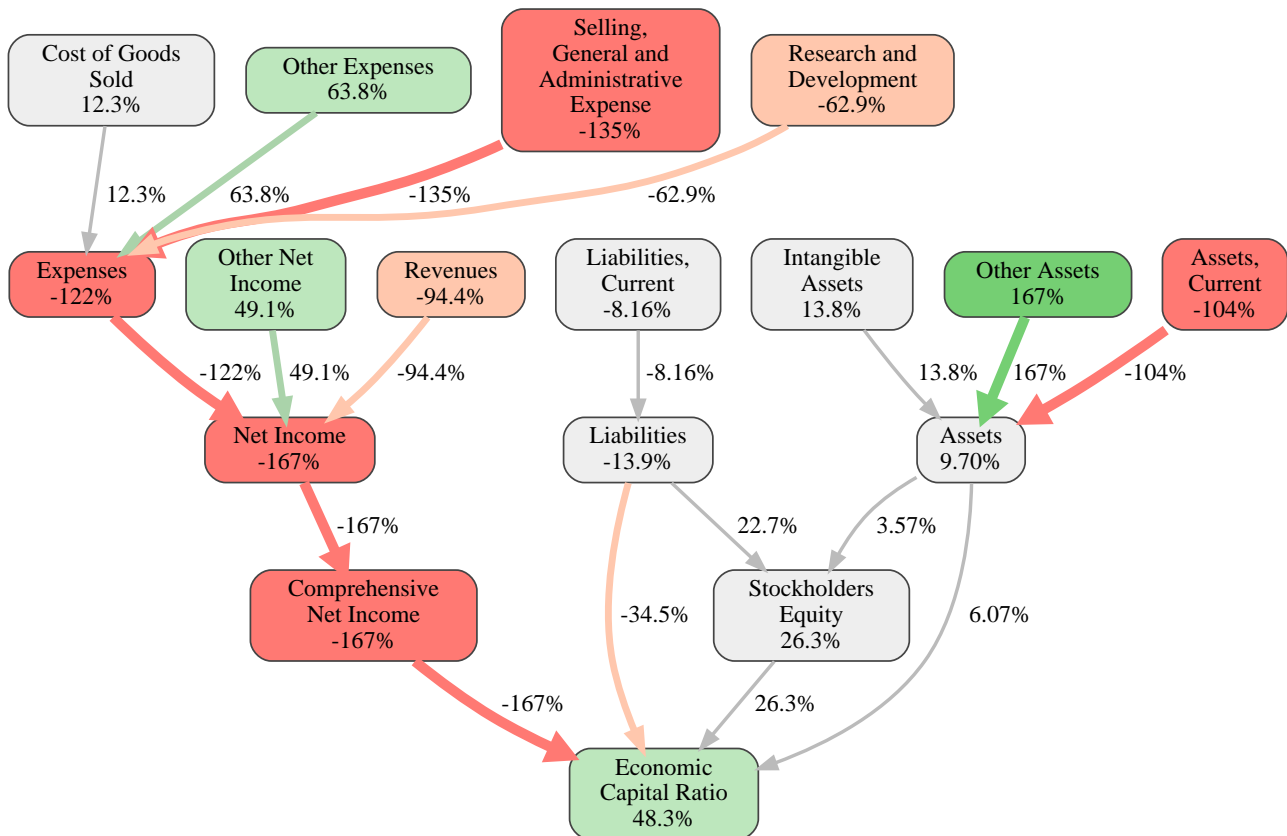 Cost of Goods
Sold
12.3%
Other Expenses
63.8%
Selling,
General and
Administrative
Expense
-135%
Research and
Development
-62.9%
12.3%
63.8%
-135%
-62.9%
Expenses
-122%
Other Net
Income
49.1%
Revenues
-94.4%
Liabilities,
Current
-8.16%
Intangible
Assets
13.8%
Other Assets
167%
Assets,
Current
-104%
-122%
49.1%
-94.4%
-8.16%
13.8%
167%
-104%
Net Income
-167%
Liabilities
-13.9%
Assets
9.70%
-167%
22.7%
3.57%
Comprehensive
Net Income
-167%
-34.5%
Stockholders
Equity
26.3%
6.07%
-167%
26.3%
Economic
Capital Ratio
48.3%